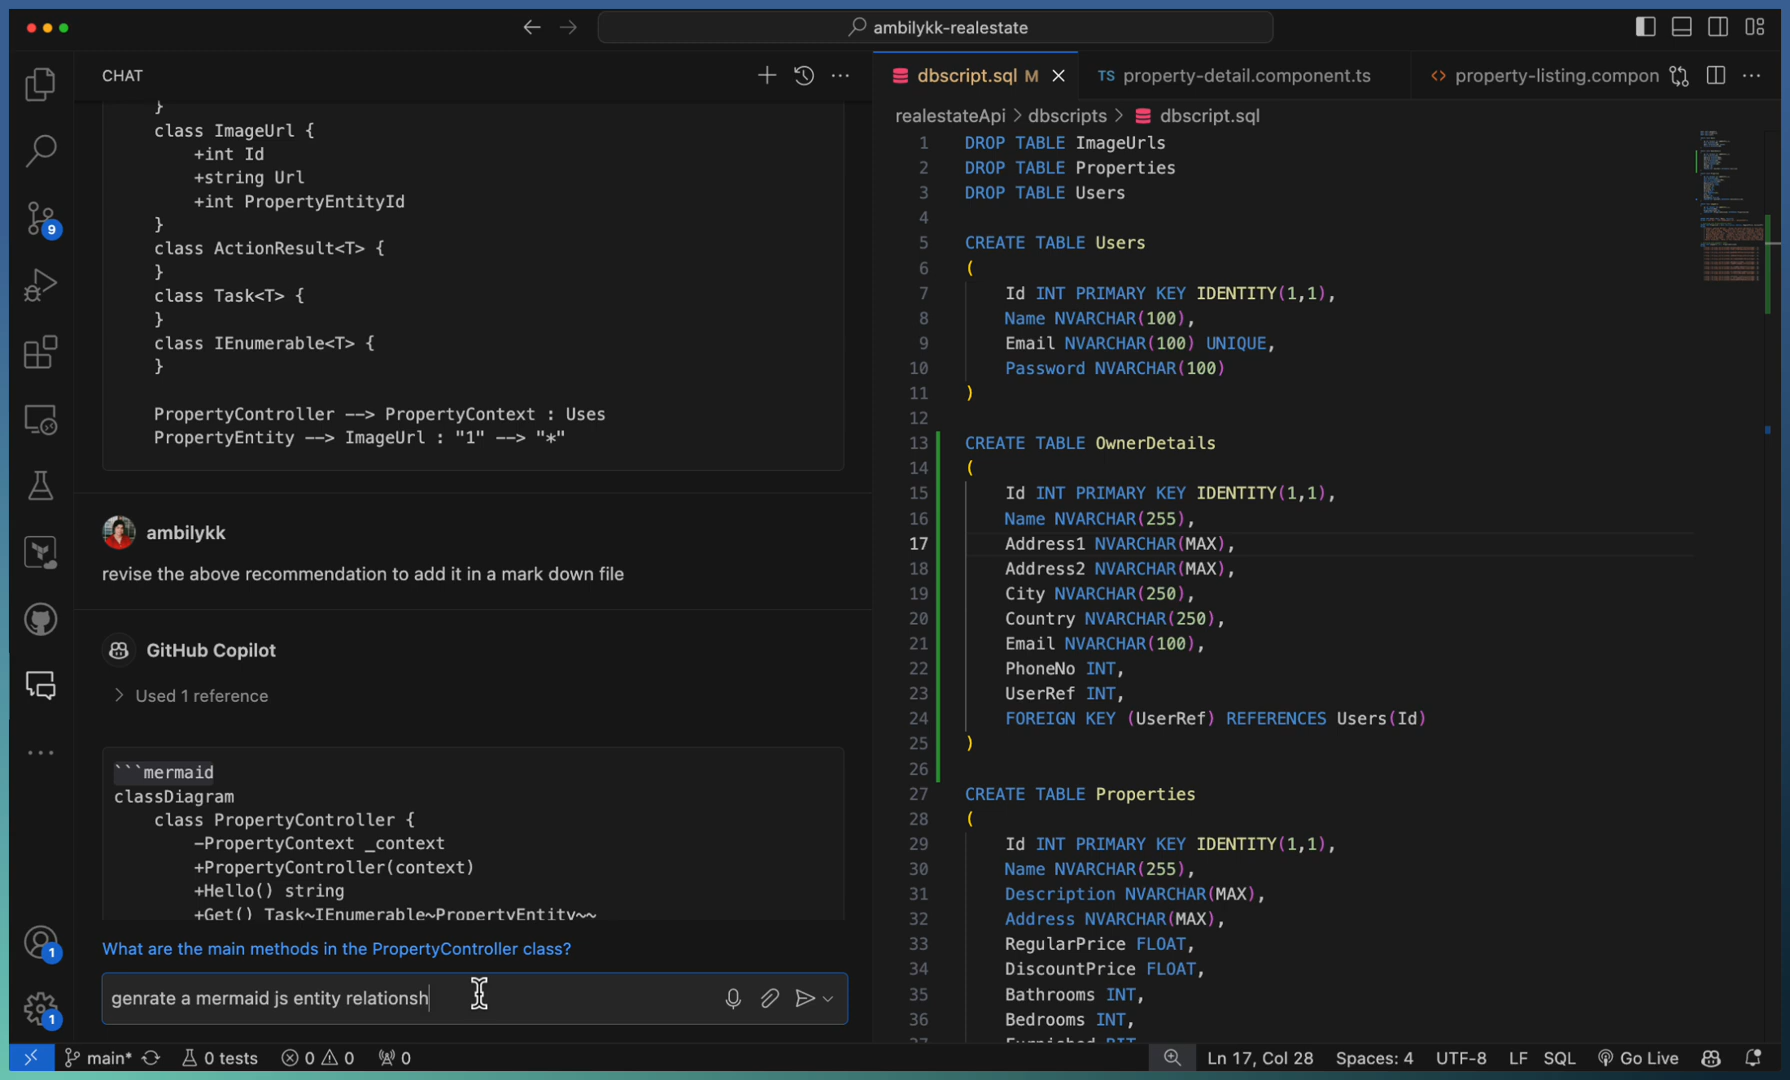 ambilykk-realestate
CHAT
}
class ImageUrl {
+int Id
+string Url
+int PropertyEntityId
}
class ActionResult<T> {
}
class Task<T> {
}
class IEnumerable<T> {
}
PropertyController --> PropertyContext : Uses
PropertyEntity --> ImageUrl : "1" --> "*"
ambilykk
revise the above recommendation to add it in a mark down file
GitHub Copilot
Used 1 reference
```mermaid
classDiagram
class PropertyController {
-PropertyContext _context
+PropertyController(context)
+Hello() string
+Get() Task~IEnumerable~PropertyEntity~~
What are the main methods in the PropertyController class?
genrate a mermaid js entity relationsh
dbscript.sql M
TS property-detail.component.ts
property-listing.compon
realestateApi > dbscripts > dbscript.sql
1 DROP TABLE ImageUrls
2 DROP TABLE Properties
3 DROP TABLE Users
4
5 CREATE TABLE Users
6 (
7 Id INT PRIMARY KEY IDENTITY(1,1),
8 Name NVARCHAR(100),
9 Email NVARCHAR(100) UNIQUE,
10 Password NVARCHAR(100)
11 )
12
13 CREATE TABLE OwnerDetails
14 (
15 Id INT PRIMARY KEY IDENTITY(1,1),
16 Name NVARCHAR(255),
17 Address1 NVARCHAR(MAX),
18 Address2 NVARCHAR(MAX),
19 City NVARCHAR(250),
20 Country NVARCHAR(250),
21 Email NVARCHAR(100),
22 PhoneNo INT,
23 UserRef INT,
24 FOREIGN KEY (UserRef) REFERENCES Users(Id)
25 )
26
27 CREATE TABLE Properties
28 (
29 Id INT PRIMARY KEY IDENTITY(1,1),
30 Name NVARCHAR(255),
31 Description NVARCHAR(MAX),
32 Address NVARCHAR(MAX),
33 RegularPrice FLOAT,
34 DiscountPrice FLOAT,
35 Bathrooms INT,
36 Bedrooms INT,
37 Furnished BIT,
9
1
1
main* 0 tests 0 0 0
Ln 17, Col 28 Spaces: 4 UTF-8 LF SQL Go Live